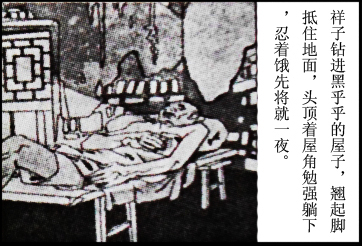 祥子钻进黑乎乎的屋子，翘起脚
抵住地面，头顶着屋角勉强躺下
，忍着饿先将就一夜。